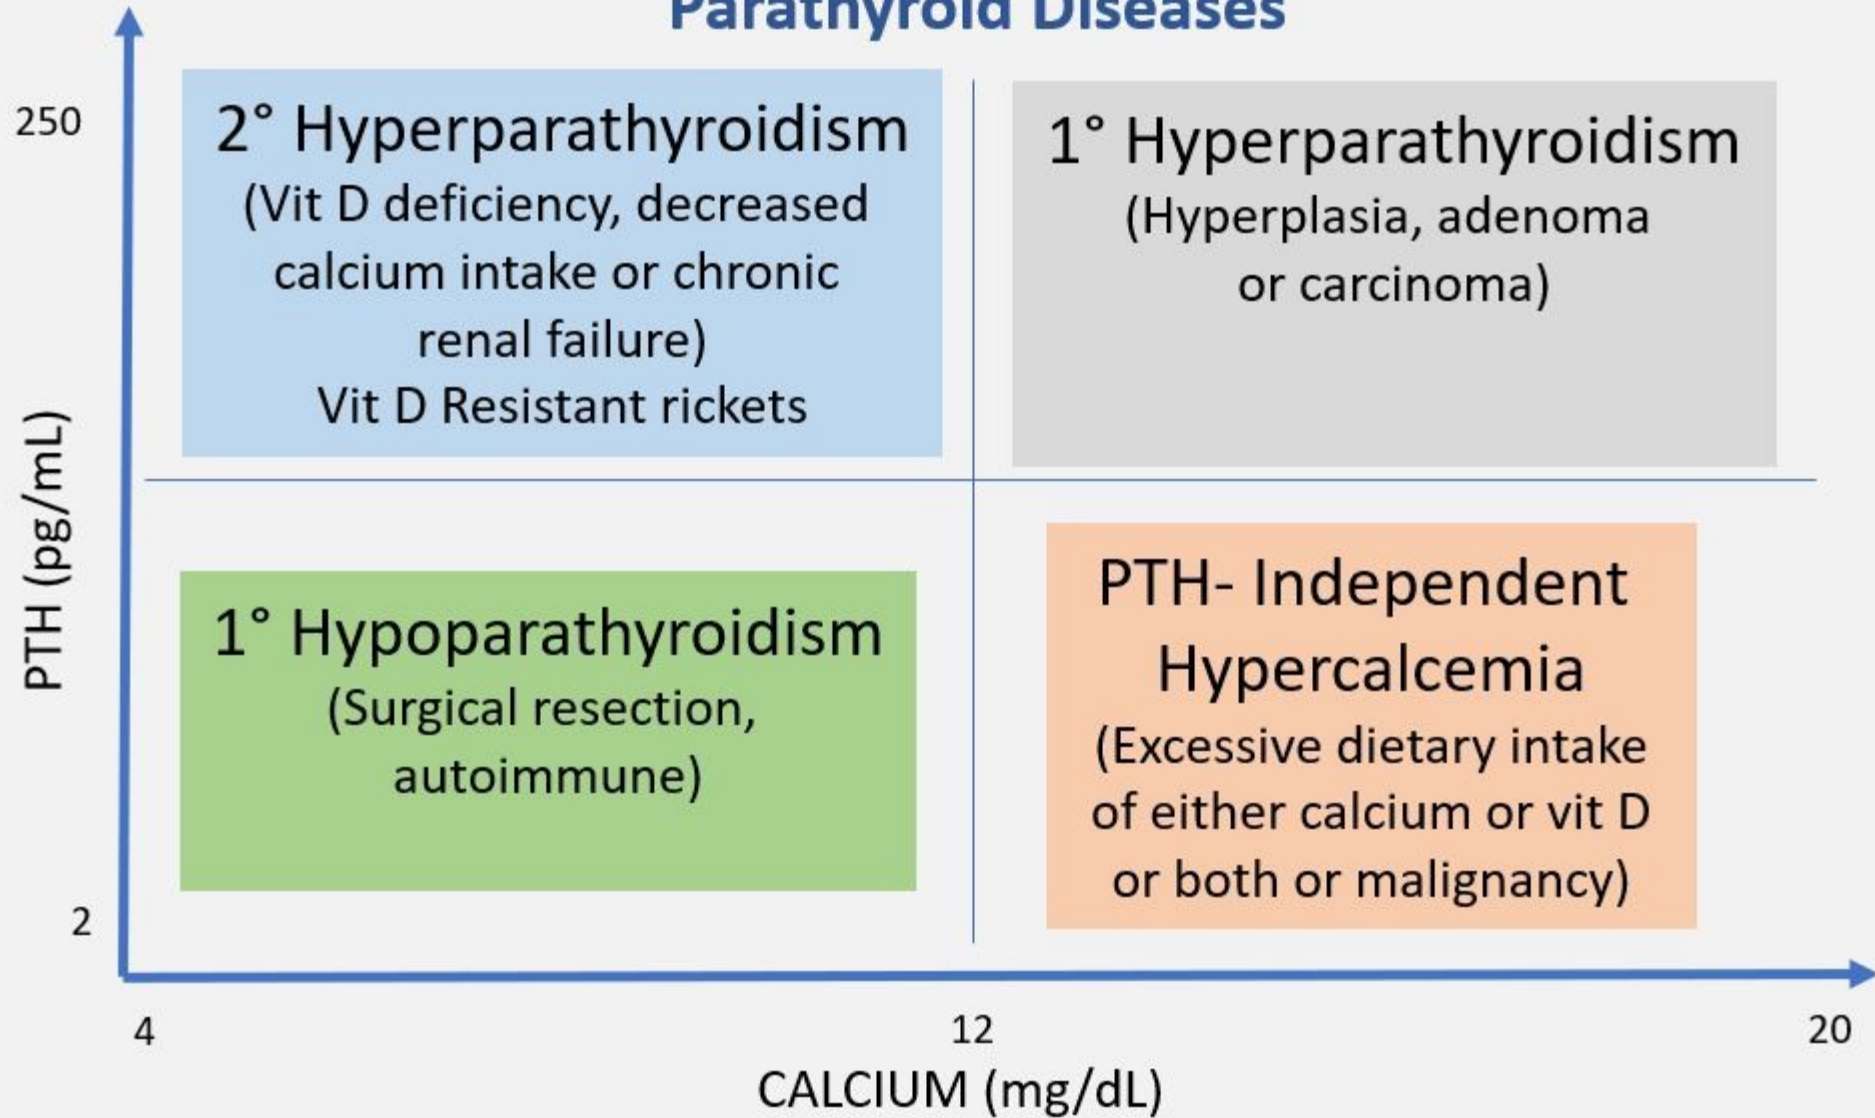 Parathyroid Diseases
250
2° Hyperparathyroidism
(Vit D deficiency, decreased
calcium intake or chronic
renal failure)
Vit D Resistant rickets
1° Hyperparathyroidism
(Hyperplasia, adenoma
or carcinoma)
PTH (pg/mL)
1° Hypoparathyroidism
(Surgical resection,
autoimmune)
PTH- Independent
Hypercalcemia
(Excessive dietary intake
of either calcium or vit D
or both or malignancy)
2
4
12
20
CALCIUM (mg/dL)